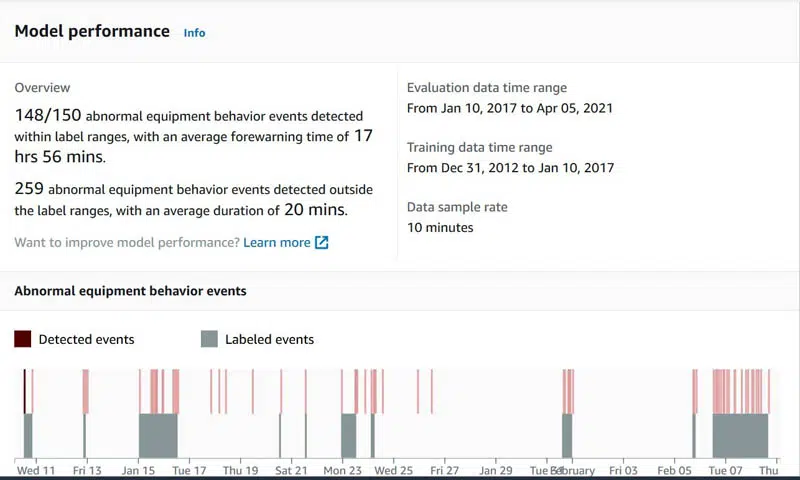 Model performance Info
Overview
148/150 abnormal equipment behavior events detected
within label ranges, with an average forewarning time of 17
hrs 56 mins.
259 abnormal equipment behavior events detected outside
the label ranges, with an average duration of 20 mins.
Want to improve model performance? Learn more
Evaluation data time range
From Jan 10, 2017 to Apr 05, 2021
Training data time range
From Dec 31, 2012 to Jan 10, 2017
Data sample rate
10 minutes
Abnormal equipment behavior events
Detected events Labeled events
Wed 11 Fri 13 Jan 15 Tue 17 Thu 19 Sat 21 Mon 23 Wed 25 Fri 27 Jan 29 Tue February Fri 03 Feb 05 Tue 07 Thu